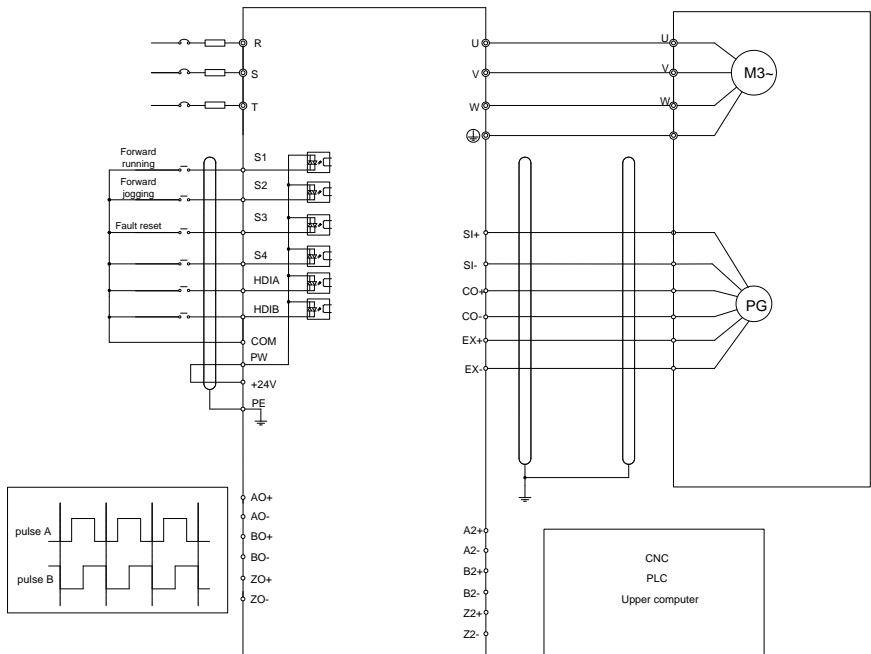 R
S
T
U
V
W
U
V
W
M3~
Forward
running
Forward
jogging
Fault reset
S1
S2
S3
S4
HDIA
HDIB
COM
PW
+24V
PE
SI+
SI-
CO+
CO-
EX+
EX-
PG
pulse A
pulse B
AO+
AO-
BO+
BO-
ZO+
ZO-
A2+
A2-
B2+
B2-
Z2+
Z2-
CNC
PLC
Upper computer